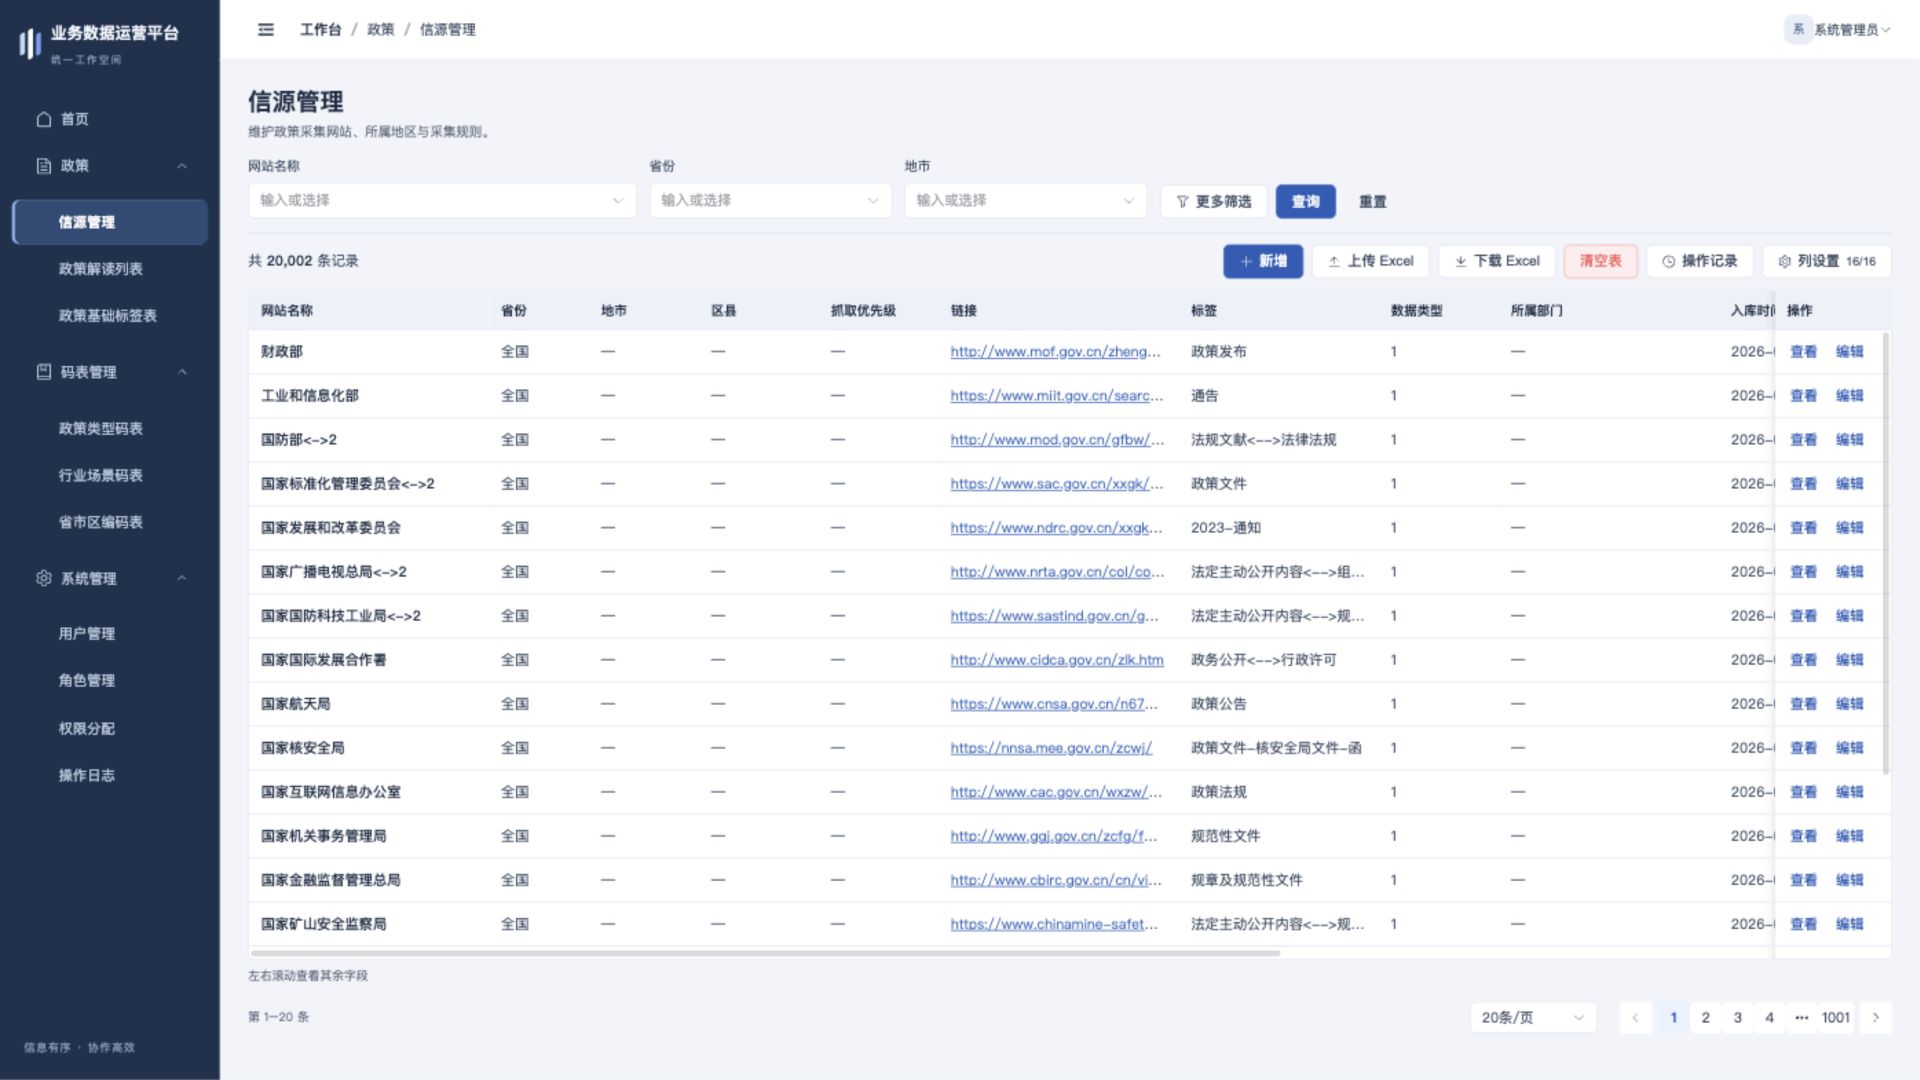 业务数据运营平台
统一工作空间
首页
政策
信源管理
政策解读列表
政策基础标签表
码表管理
政策类型码表
行业场景码表
省市区编码表
系统管理
用户管理
角色管理
权限分配
操作日志
信息有序 · 协作高效
工作台 / 政策 / 信源管理
系 系统管理员
信源管理
维护政策采集网站、所属地区与采集规则。
网站名称 省份 地市
输入或选择 输入或选择 输入或选择 更多筛选 查询 重置
共 20,002 条记录 新增 上传 Excel 下载 Excel 清空表 操作记录 列设置 16/16
网站名称 省份 地市 区县 抓取优先级 链接 标签 数据类型 所属部门 入库时间 操作
财政部 全国 — — — http://www.mof.gov.cn/zheng... 政策发布 1 — 2026- 查看 编辑
工业和信息化部 全国 — — — https://www.miit.gov.cn/searc... 通告 1 — 2026- 查看 编辑
国防部<->2 全国 — — — http://www.mod.gov.cn/gfbw/... 法规文献<-->法律法规 1 — 2026- 查看 编辑
国家标准化管理委员会<->2 全国 — — — https://www.sac.gov.cn/xxgk/... 政策文件 1 — 2026- 查看 编辑
国家发展和改革委员会 全国 — — — https://www.ndrc.gov.cn/xxgk... 2023-通知 1 — 2026- 查看 编辑
国家广播电视总局<->2 全国 — — — http://www.nrta.gov.cn/col/co... 法定主动公开内容<-->组... 1 — 2026- 查看 编辑
国家国防科技工业局<->2 全国 — — — https://www.sastind.gov.cn/g... 法定主动公开内容<-->规... 1 — 2026- 查看 编辑
国家国际发展合作署 全国 — — — http://www.cidca.gov.cn/zlk.htm 政务公开<-->行政许可 1 — 2026- 查看 编辑
国家航天局 全国 — — — https://www.cnsa.gov.cn/n67... 政策公告 1 — 2026- 查看 编辑
国家核安全局 全国 — — — https://nnsa.mee.gov.cn/zcwj/ 政策文件-核安全局文件-函 1 — 2026- 查看 编辑
国家互联网信息办公室 全国 — — — http://www.cac.gov.cn/wxzw/... 政策法规 1 — 2026- 查看 编辑
国家机关事务管理局 全国 — — — http://www.ggj.gov.cn/zcfg/f... 规范性文件 1 — 2026- 查看 编辑
国家金融监督管理总局 全国 — — — http://www.cbirc.gov.cn/cn/vi... 规章及规范性文件 1 — 2026- 查看 编辑
国家矿山安全监察局 全国 — — — https://www.chinamine-safet... 法定主动公开内容<-->规... 1 — 2026- 查看 编辑
左右滚动查看其余字段
第 1—20 条 20条/页 1 2 3 4 ··· 1001